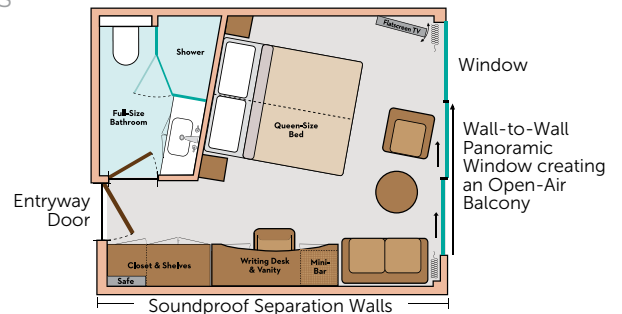 S
Shower
Flatscreen TV
Window
Full-Size
Bathroom
Queen-Size
Bed
Wall-to-Wall
Panoramic
Window creating
an Open-Air
Balcony
Entryway
Door
Closet & Shelves
Safe
Writing Desk
& Vanity
Mini-
Bar
Soundproof Separation Walls